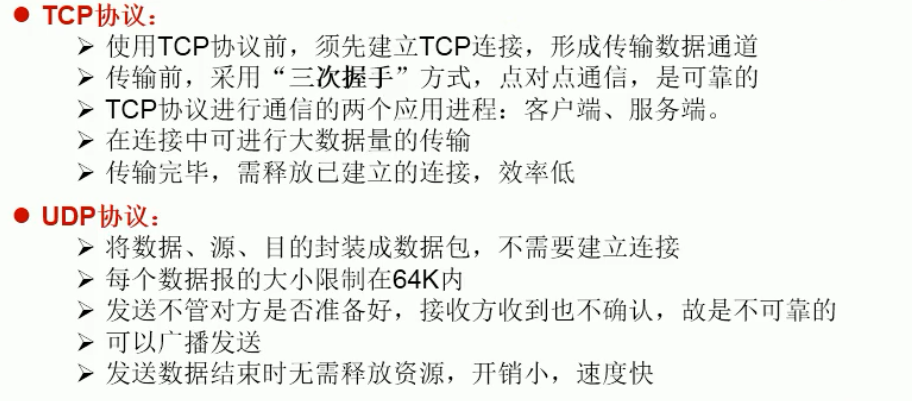 ● TCP协议：
➢ 使用TCP协议前，须先建立TCP连接，形成传输数据通道
➢ 传输前，采用“三次握手”方式，点对点通信，是可靠的
➢ TCP协议进行通信的两个应用进程：客户端、服务端。
➢ 在连接中可进行大数据量的传输
➢ 传输完毕，需释放已建立的连接，效率低
● UDP协议：
➢ 将数据、源、目的封装成数据包，不需要建立连接
➢ 每个数据报的大小限制在64K内
➢ 发送不管对方是否准备好，接收方收到也不确认，故是不可靠的
➢ 可以广播发送
➢ 发送数据结束时无需释放资源，开销小，速度快